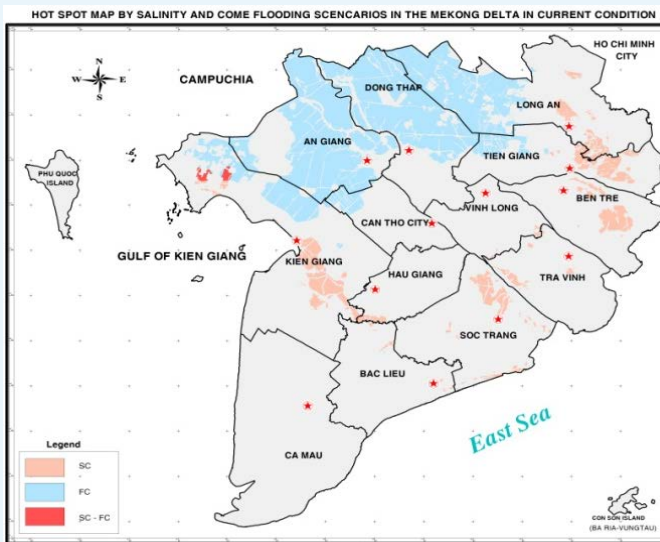 HOT SPOT MAP BY SALINITY AND COME FLOODING SCENCARIOS IN THE MEKONG DELTA IN CURRENT CONDITION
HO CHI MINH
CITY
N
W
E
S
CAMPUCHIA
DONG THAP
LONG AN
AN GIANG
TIEN GIANG
PHU QUOC
ISLAND
BEN TRE
VINH LONG
CAN THO CITY
GULF OF KIEN GIANG
KIEN GIANG
HAU GIANG
TRA VINH
SOC TRANG
BAC LIEU
East Sea
Legend
SC
FC
SC - FC
CA MAU
CON SON ISLAND
(BA RIA-VUNGTAU)